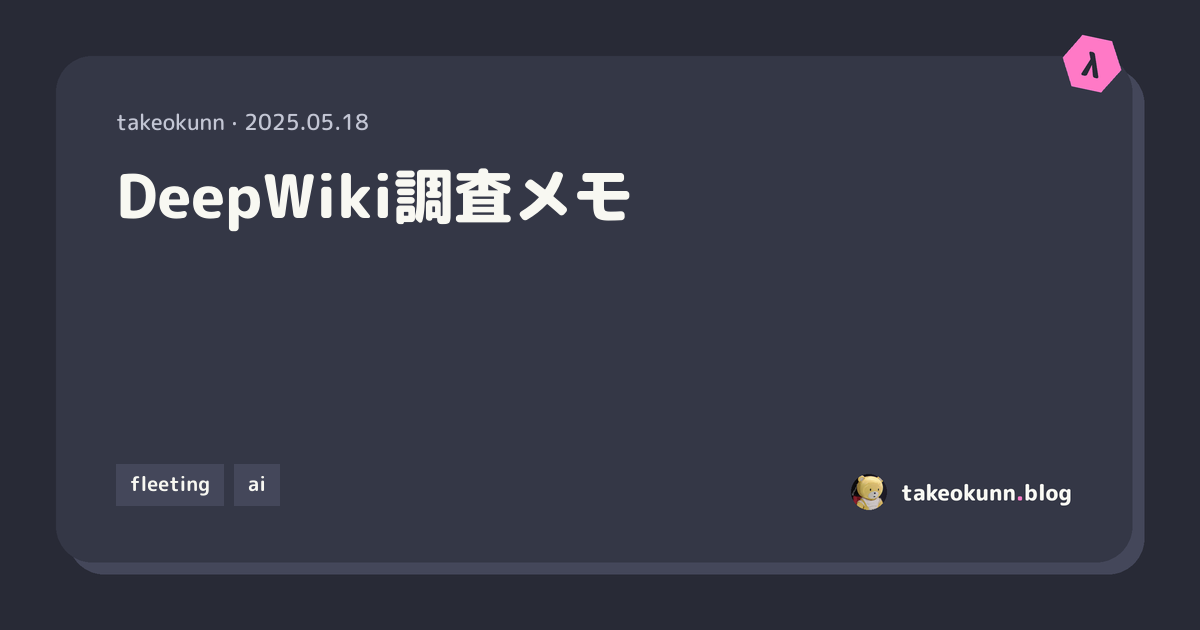 λ
takeokunn · 2025.05.18
DeepWiki調査メモ
fleeting
ai
takeokunn.blog